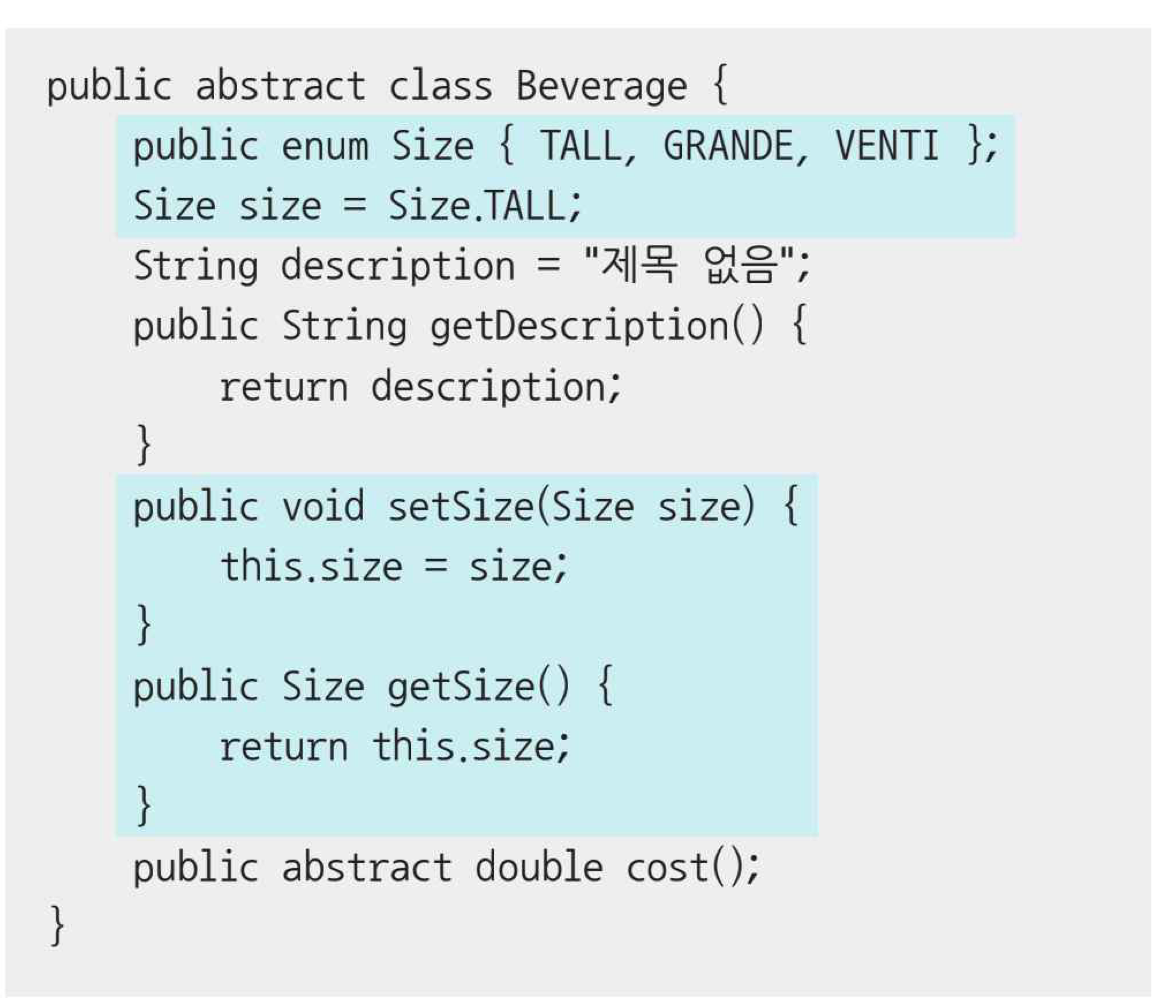 public abstract class Beverage {
    public enum Size { TALL, GRANDE, VENTI };
    Size size = Size.TALL;
    String description = "제목 없음";
    public String getDescription() {
        return description;
    }
    public void setSize(Size size) {
        this.size = size;
    }
    public Size getSize() {
        return this.size;
    }
    public abstract double cost();
}